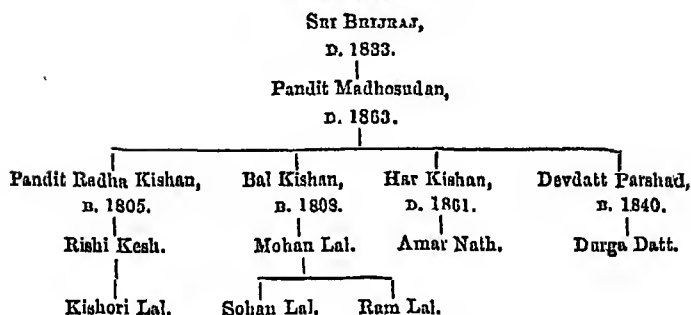 SRI BRIJRAJ,
D. 1833.
Pandit Madhosudan,
D. 1863.
Pandit Radha Kishan, Bal Kishan, Har Kishan, Devdatt Parshad,
B. 1805. B. 1809. D. 1861. B. 1840.
Rishi Kesh. Mohan Lal. Amar Nath. Durga Datt.
Kishori Lal. Sohan Lal. Ram Lal.